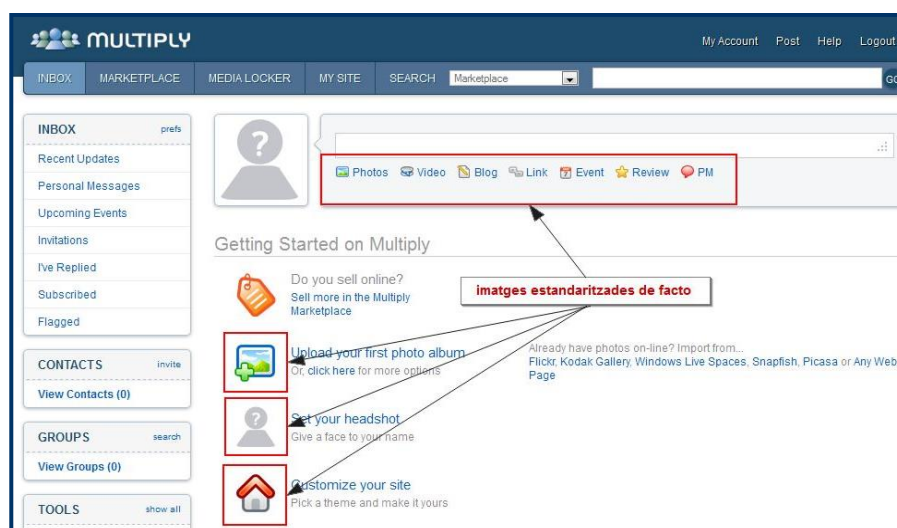 MULTIPLY
My Account Post Help Logout
INBOX MARKETPLACE MEDIA LOCKER MY SITE SEARCH Marketplace GO
INBOX prefs
Recent Updates
Personal Messages
Upcoming Events
Invitations
I've Replied
Subscribed
Flagged
CONTACTS invite
View Contacts (0)
GROUPS search
View Groups (0)
TOOLS show all
?
Photos Video Blog Link Event Review PM
Getting Started on Multiply
imatges estandaritzades de facto
Do you sell online?
Sell more in the Multiply
Marketplace
Upload your first photo album
Or, click here for more options
Already have photos on-line? Import from...
Flickr, Kodak Gallery, Windows Live Spaces, Snapfish, Picasa or Any Web
Page
?
Set your headshot
Give a face to your name
Customize your site
Pick a theme and make it yours